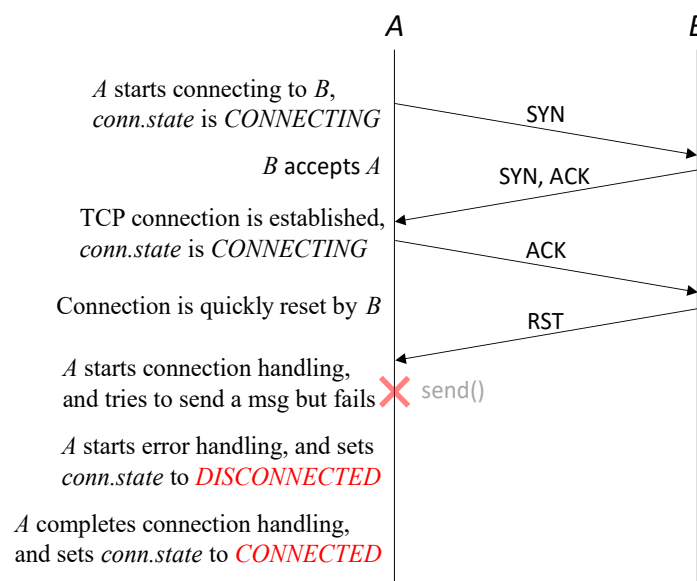 A
B
A starts connecting to B,
conn.state is CONNECTING
SYN
B accepts A
SYN, ACK
TCP connection is established,
conn.state is CONNECTING
ACK
Connection is quickly reset by B
RST
A starts connection handling,
and tries to send a msg but fails
send()
A starts error handling, and sets
conn.state to DISCONNECTED
A completes connection handling,
and sets conn.state to CONNECTED